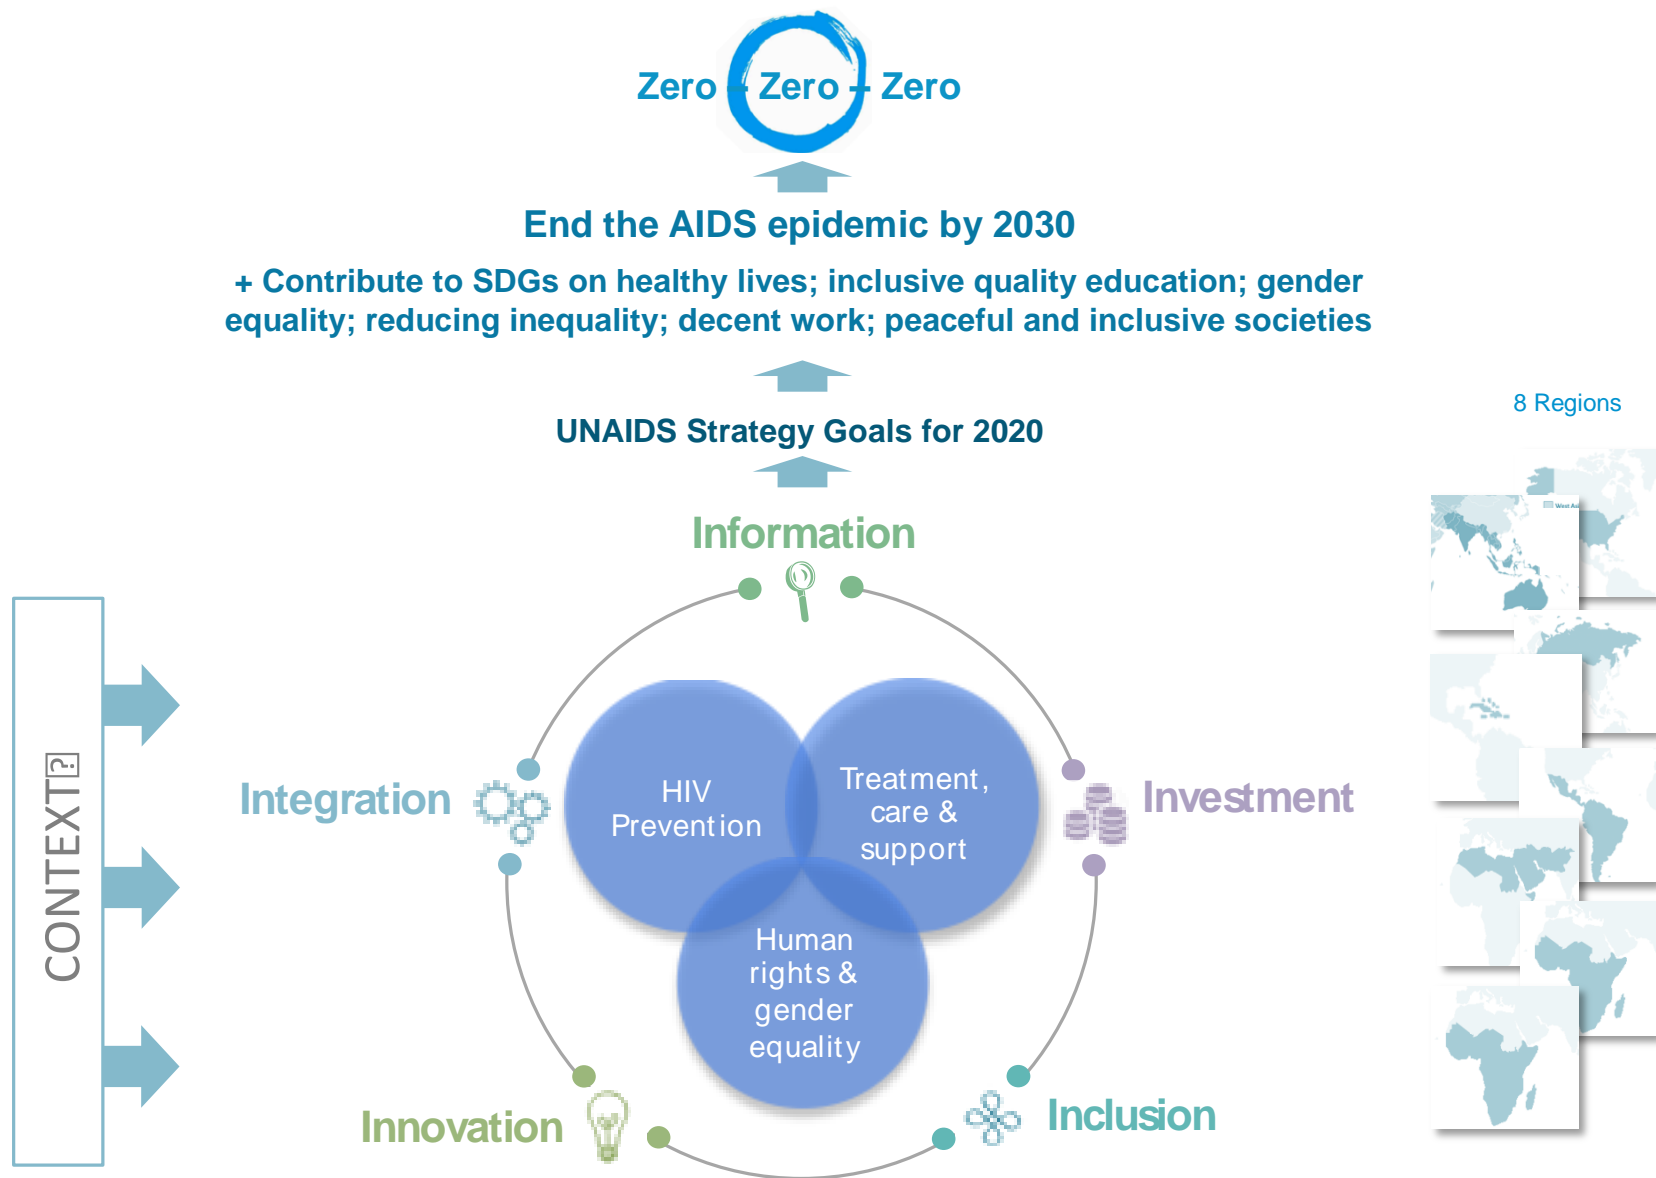 Zero – Zero – Zero
End the AIDS epidemic by 2030
+ Contribute to SDGs on healthy lives; inclusive quality education; gender
equality; reducing inequality; decent work; peaceful and inclusive societies
UNAIDS Strategy Goals for 2020
8 Regions
West As
Information
CONTEXT
Integration
HIV
Prevention
Treatment,
care &
support
Investment
Human
rights &
gender
equality
Innovation
Inclusion